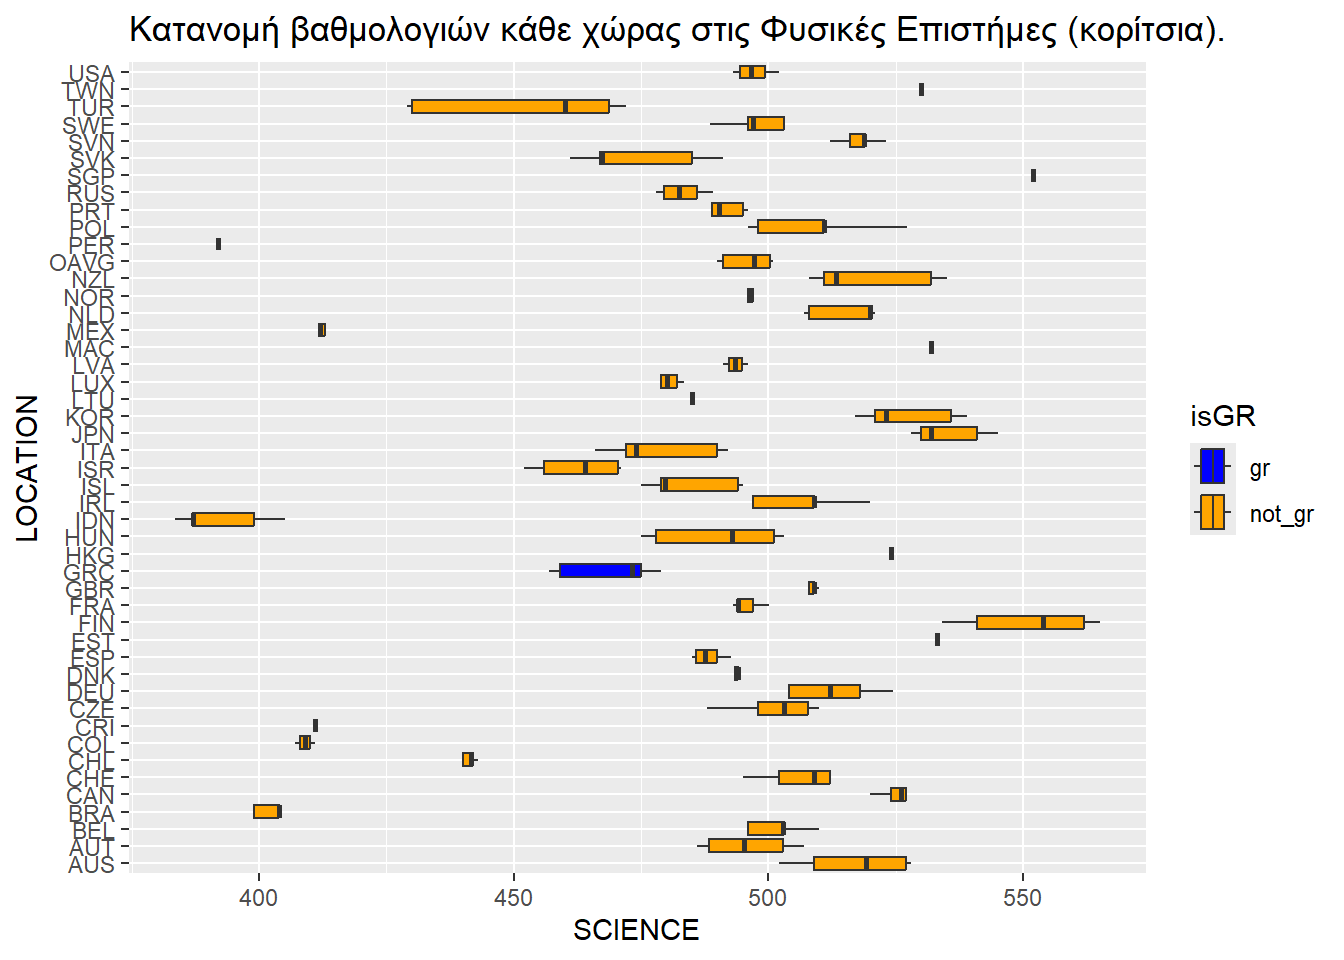 Κατανομή βαθμολογιών κάθε χώρας στις Φυσικές Επιστήμες (κορίτσια).
USA
TWN
TUR
SWE
SVN
SVK
SGP
RUS
PRT
POL
PER
OAVG
NZL
NOR
NLD
MEX
MAC
LVA
LUX
LTU
KOR
JPN
ITA
ISR
ISL
IRL
IDN
HUN
HKG
GRC
GBR
FRA
FIN
EST
ESP
DNK
DEU
CZE
CRI
COL
CHL
CHE
CAN
BRA
BEL
AUT
AUS
LOCATION
400 450 500 550
SCIENCE
isGR
gr
not_gr